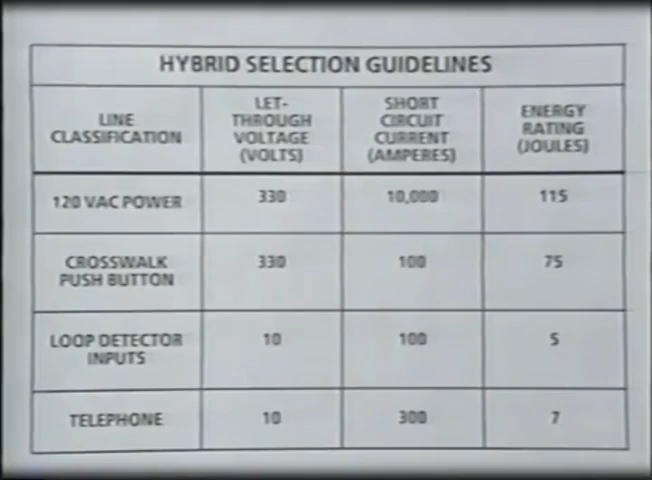 HYBRID SELECTION GUIDELINES
LINE
CLASSIFICATION
LET-
THROUGH
VOLTAGE
(VOLTS)
SHORT
CIRCUIT
CURRENT
(AMPERES)
ENERGY
RATING
(JOULES)
120 VAC POWER
330
10,000
115
CROSSWALK
PUSH BUTTON
330
100
75
LOOP DETECTOR
INPUTS
10
100
5
TELEPHONE
10
300
7